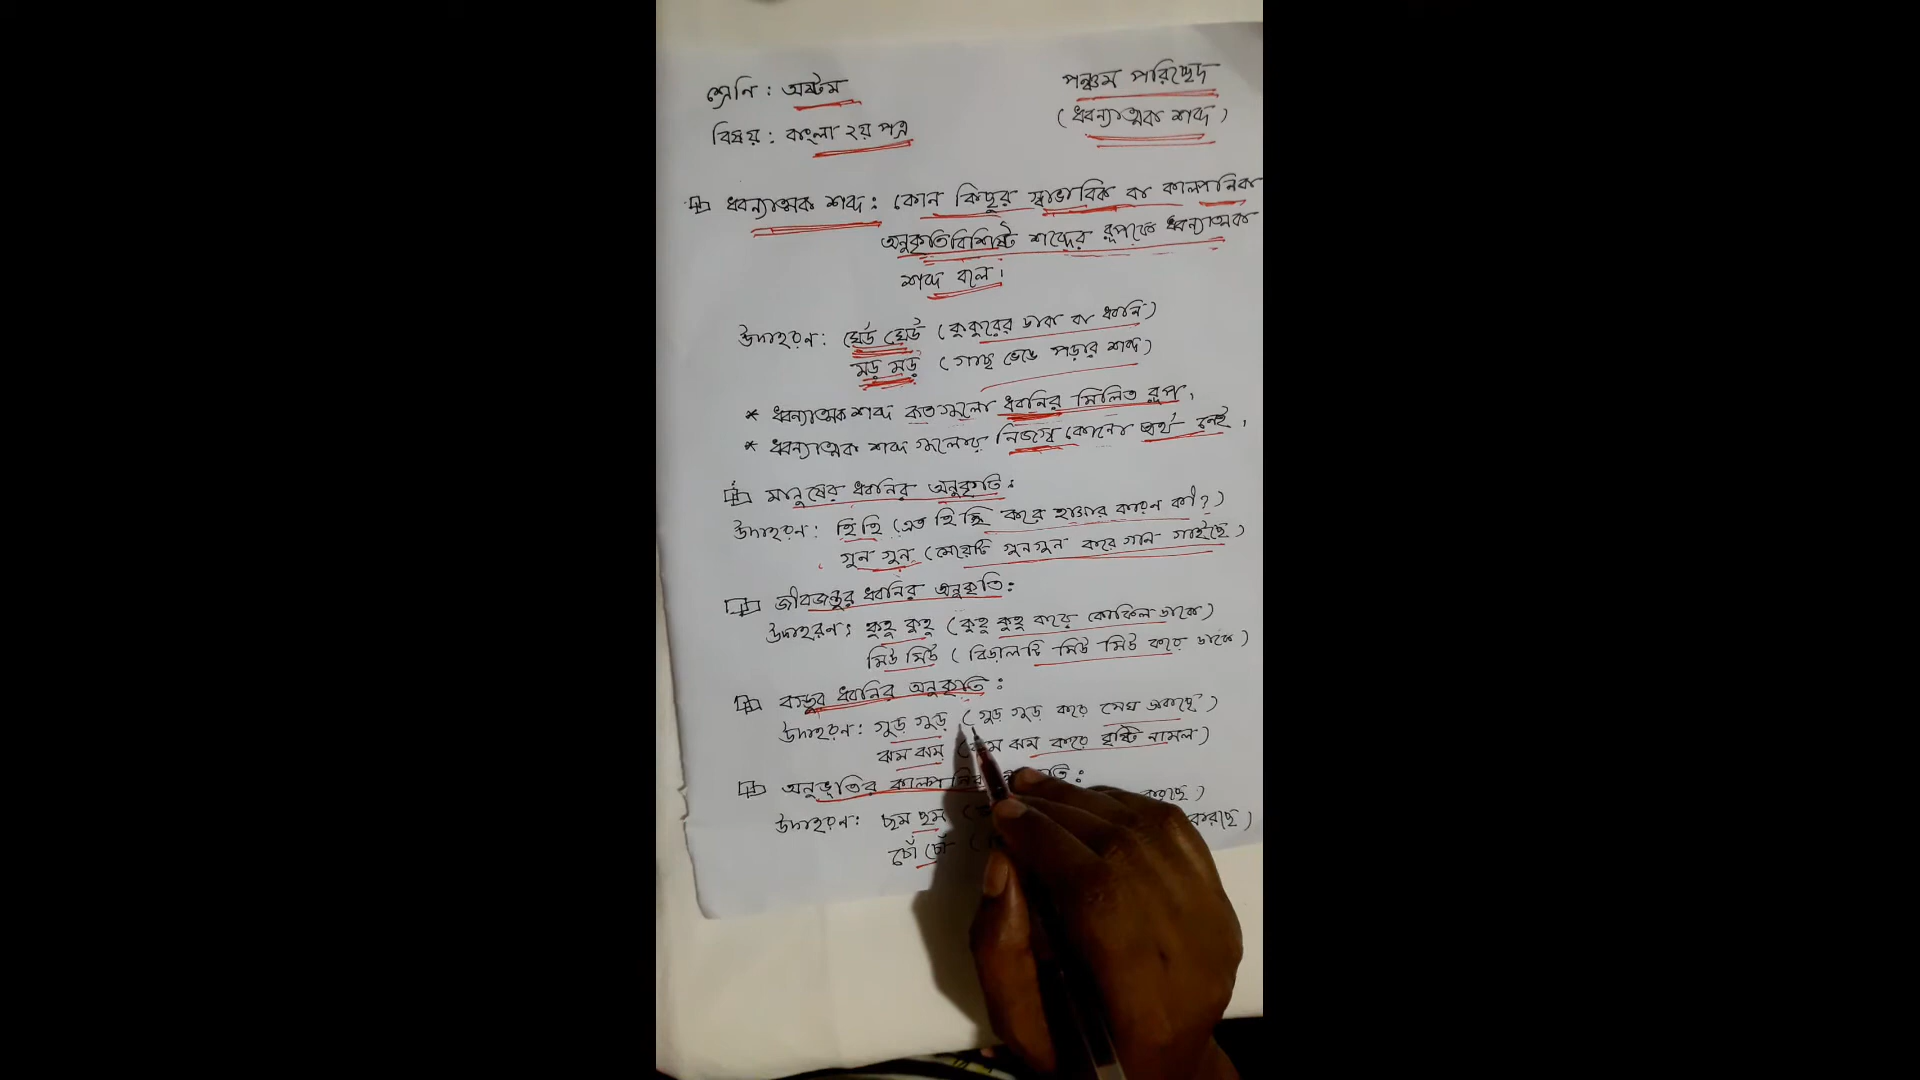 শ্রেণি : অষ্টম
পঞ্চম পরিচ্ছেদ
বিষয় : বাংলা ২য় পত্র
( ধ্বন্যাত্মক শব্দ )
ধ্বন্যাত্মক শব্দ : কোন কিছুর স্বাভাবিক বা কাল্পনিক
অনুকৃতিবিশিষ্ট শব্দের রূপকে ধ্বন্যাত্মক
শব্দ বলে।
উদাহরণ : ঘেউ ঘেউ ( কুকুরের ডাক বা ধ্বনি )
মড় মড় ( গাছ ভেঙে পড়ার শব্দ )
* ধ্বন্যাত্মক শব্দ কতগুলো ধ্বনির মিলিত রূপ,
* ধ্বন্যাত্মক শব্দ গুলোর নিজস্ব কোনো অর্থ নেই,
মানুষের ধ্বনির অনুকৃতি :
উদাহরণ : হি হি ( এত হি হি করে হাসার কারণ কী? )
গুন গুন ( মেয়েটি গুনগুন করে গান গাইছে )
জীবজন্তুর ধ্বনির অনুকৃতি :
উদাহরণ : কুহু কুহু ( কুহু কুহু করে কোকিল ডাকে )
মিউ মিউ ( বিড়ালটি মিউ মিউ করে ডাকে )
বস্তুর ধ্বনির অনুকৃতি :
উদাহরণ : গুড় গুড় ( গুড় গুড় করে মেঘ ডাকছে )
ঝম ঝম ( ঝম ঝম করে বৃষ্টি নামল )
অনুভূতির কাল্পনিক
উদাহরণ : ছম ছম ( করছে )
চোঁ চোঁ ( করছে )